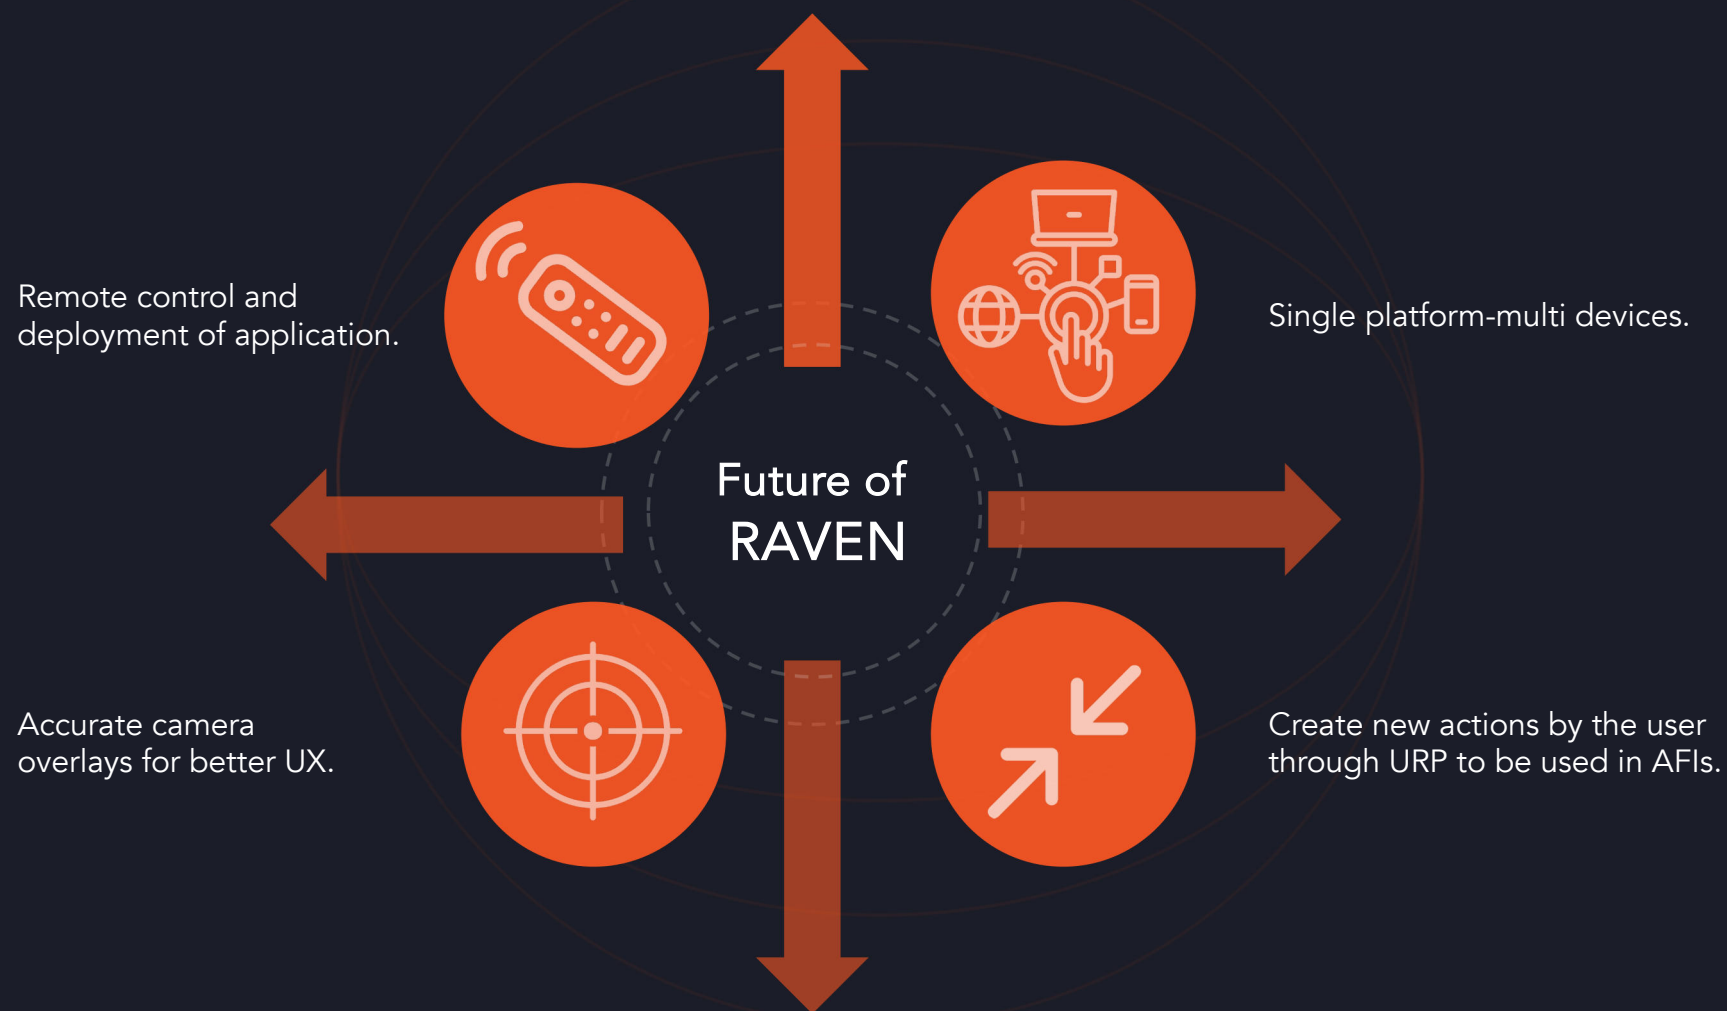 Remote control and
deployment of application.
Single platform-multi devices.
Future of
RAVEN
Accurate camera
overlays for better UX.
Create new actions by the user
through URP to be used in AFIs.